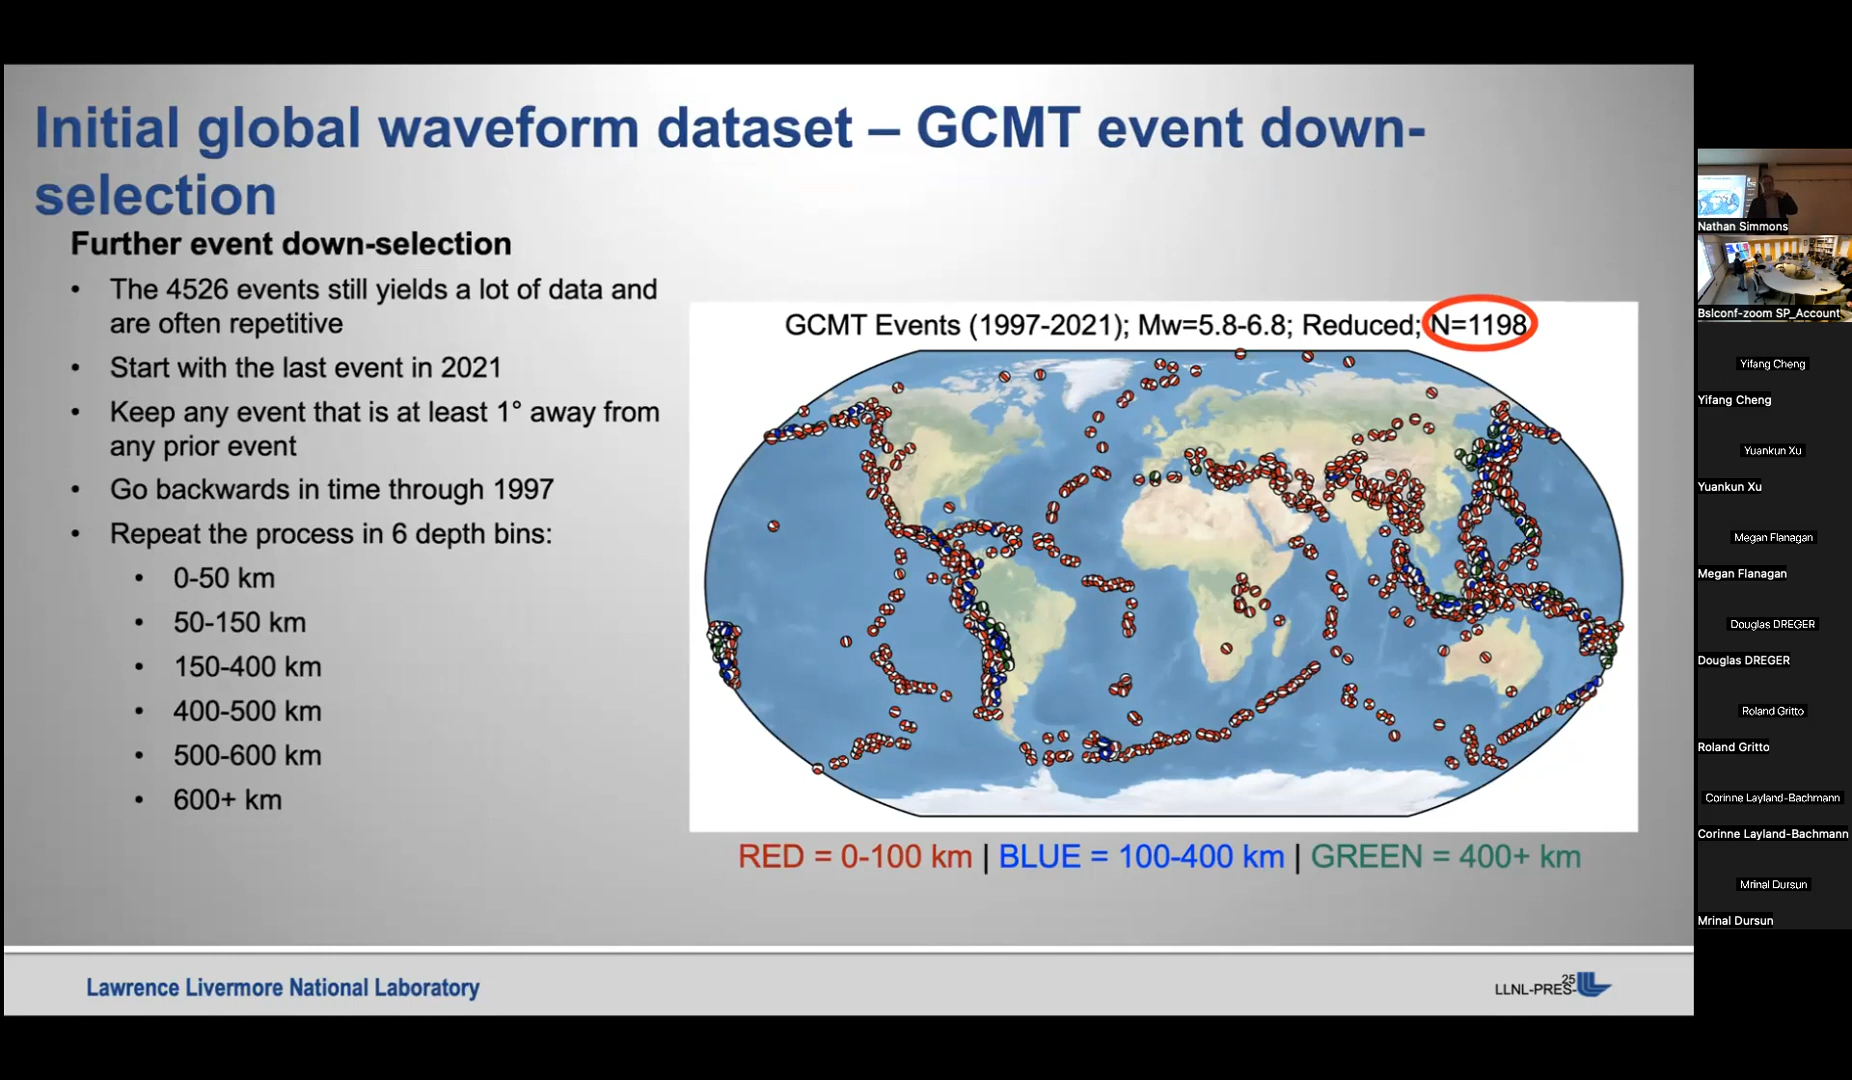 Initial global waveform dataset – GCMT event down-
selection
Further event down-selection
• The 4526 events still yields a lot of data and
are often repetitive
• Start with the last event in 2021
• Keep any event that is at least 1° away from
any prior event
• Go backwards in time through 1997
• Repeat the process in 6 depth bins:
• 0-50 km
• 50-150 km
• 150-400 km
• 400-500 km
• 500-600 km
• 600+ km
GCMT Events (1997-2021); Mw=5.8-6.8; Reduced; N=1198
RED = 0-100 km | BLUE = 100-400 km | GREEN = 400+ km
Lawrence Livermore National Laboratory
25
LLNL-PRES-
Nathan Simmons
Bslconf-zoom SP_Account
Yifang Cheng
Yifang Cheng
Yuankun Xu
Yuankun Xu
Megan Flanagan
Megan Flanagan
Douglas DREGER
Douglas DREGER
Roland Gritto
Roland Gritto
Corinne Layland-Bachmann
Corinne Layland-Bachmann
Mrinal Dursun
Mrinal Dursun